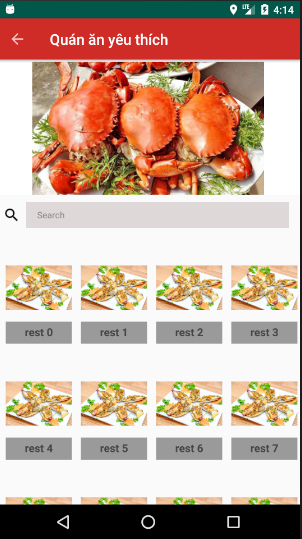 LTE 4:14
Quán ăn yêu thích
Search
rest 0 rest 1 rest 2 rest 3
rest 4 rest 5 rest 6 rest 7